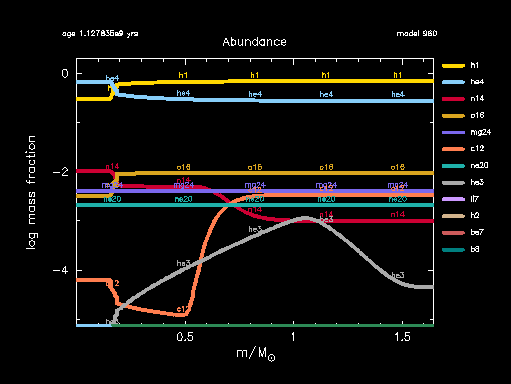 age 1.127835e9 yrs
model 960
Abundance
h1
h1
h1
h1
he4
he4
he4
he4
n14
o16
o16
o16
o16
mg24
mg24
mg24
mg24
ne20
ne20
ne20
ne20
n14
n14
n14
he3
he3
he3
he3
c12
c12
0
−2
−4
0.5
1
1.5
log mass fraction
m/M☉
h1
he4
n14
o16
mg24
c12
ne20
he3
li7
h2
be7
b8